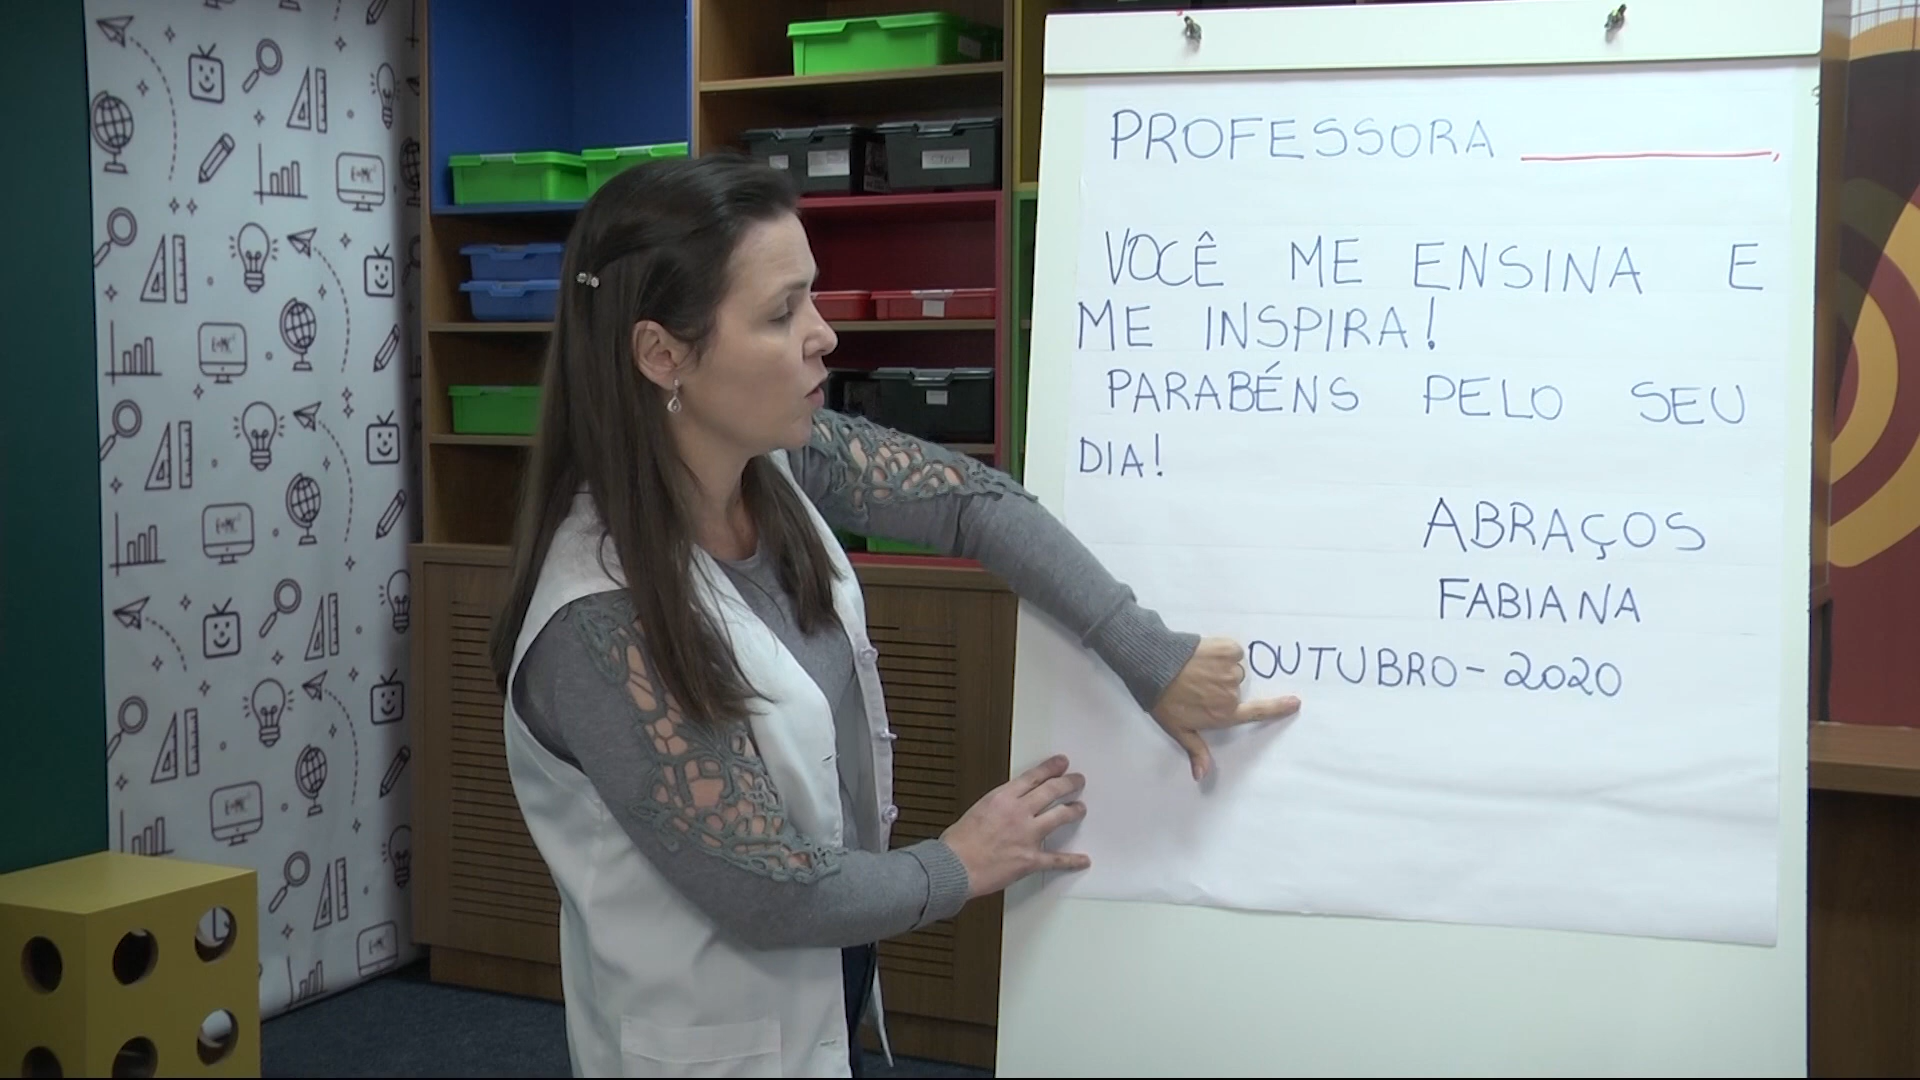 PROFESSORA ________,
VOCÊ ME ENSINA E
ME INSPIRA!
PARABÉNS PELO SEU
DIA!
ABRAÇOS
FABIANA
OUTUBRO-2020